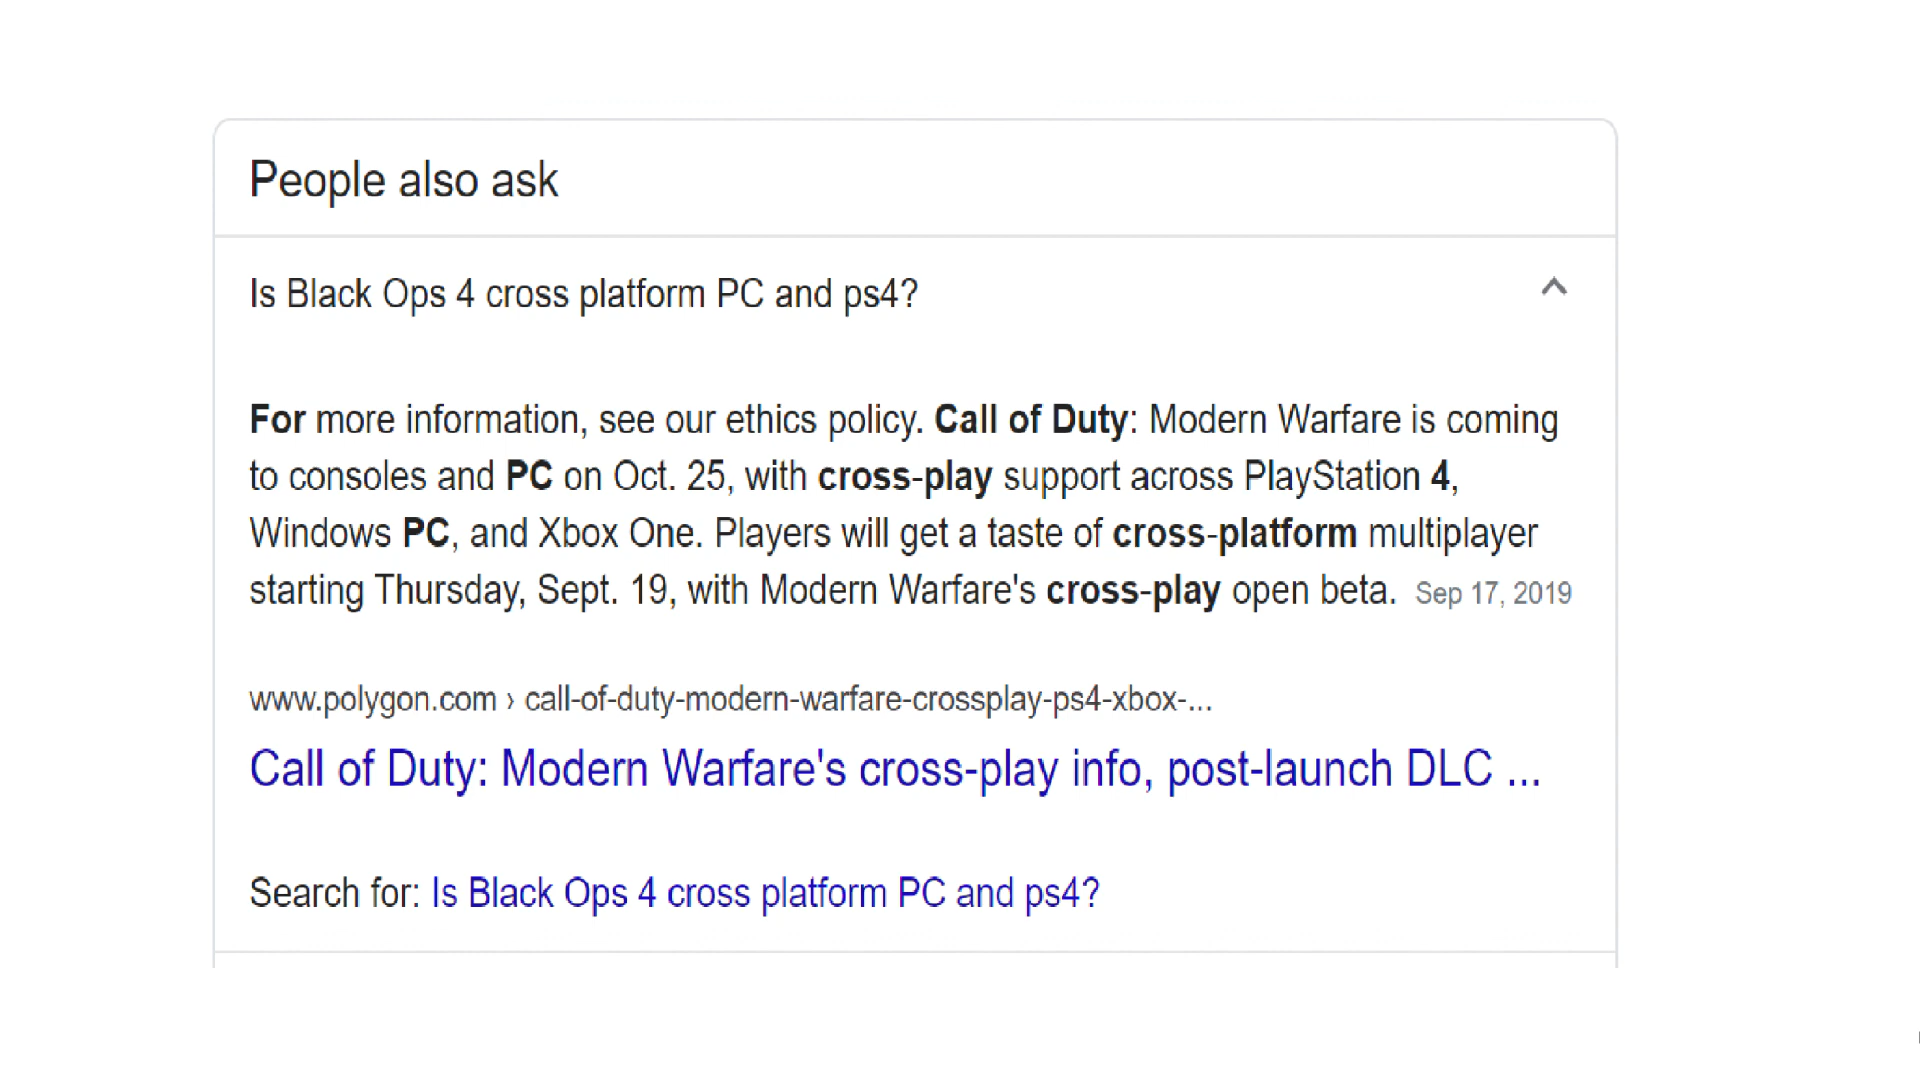 People also ask
Is Black Ops 4 cross platform PC and ps4?
For more information, see our ethics policy. Call of Duty: Modern Warfare is coming
to consoles and PC on Oct. 25, with cross-play support across PlayStation 4,
Windows PC, and Xbox One. Players will get a taste of cross-platform multiplayer
starting Thursday, Sept. 19, with Modern Warfare's cross-play open beta. Sep 17, 2019
www.polygon.com › call-of-duty-modern-warfare-crossplay-ps4-xbox-...
Call of Duty: Modern Warfare's cross-play info, post-launch DLC ...
Search for: Is Black Ops 4 cross platform PC and ps4?